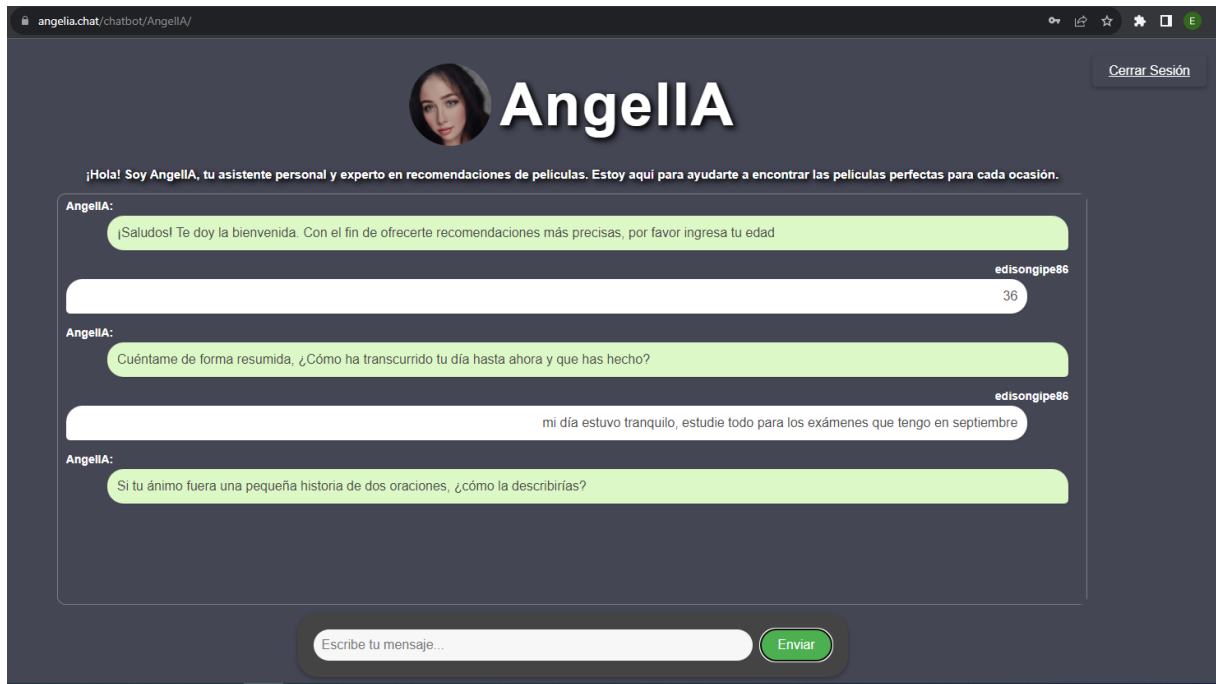 angelia.chat/chatbot/AngelIA/
E
Cerrar Sesión
AngelIA
¡Hola! Soy AngelIA, tu asistente personal y experto en recomendaciones de películas. Estoy aquí para ayudarte a encontrar las películas perfectas para cada ocasión.
AngelIA:
¡Saludos! Te doy la bienvenida. Con el fin de ofrecerte recomendaciones más precisas, por favor ingresa tu edad
edisongipe86
36
AngelIA:
Cuéntame de forma resumida, ¿Cómo ha transcurrido tu día hasta ahora y que has hecho?
edisongipe86
mi día estuvo tranquilo, estudie todo para los exámenes que tengo en septiembre
AngelIA:
Si tu ánimo fuera una pequeña historia de dos oraciones, ¿cómo la describirías?
Escribe tu mensaje...
Enviar